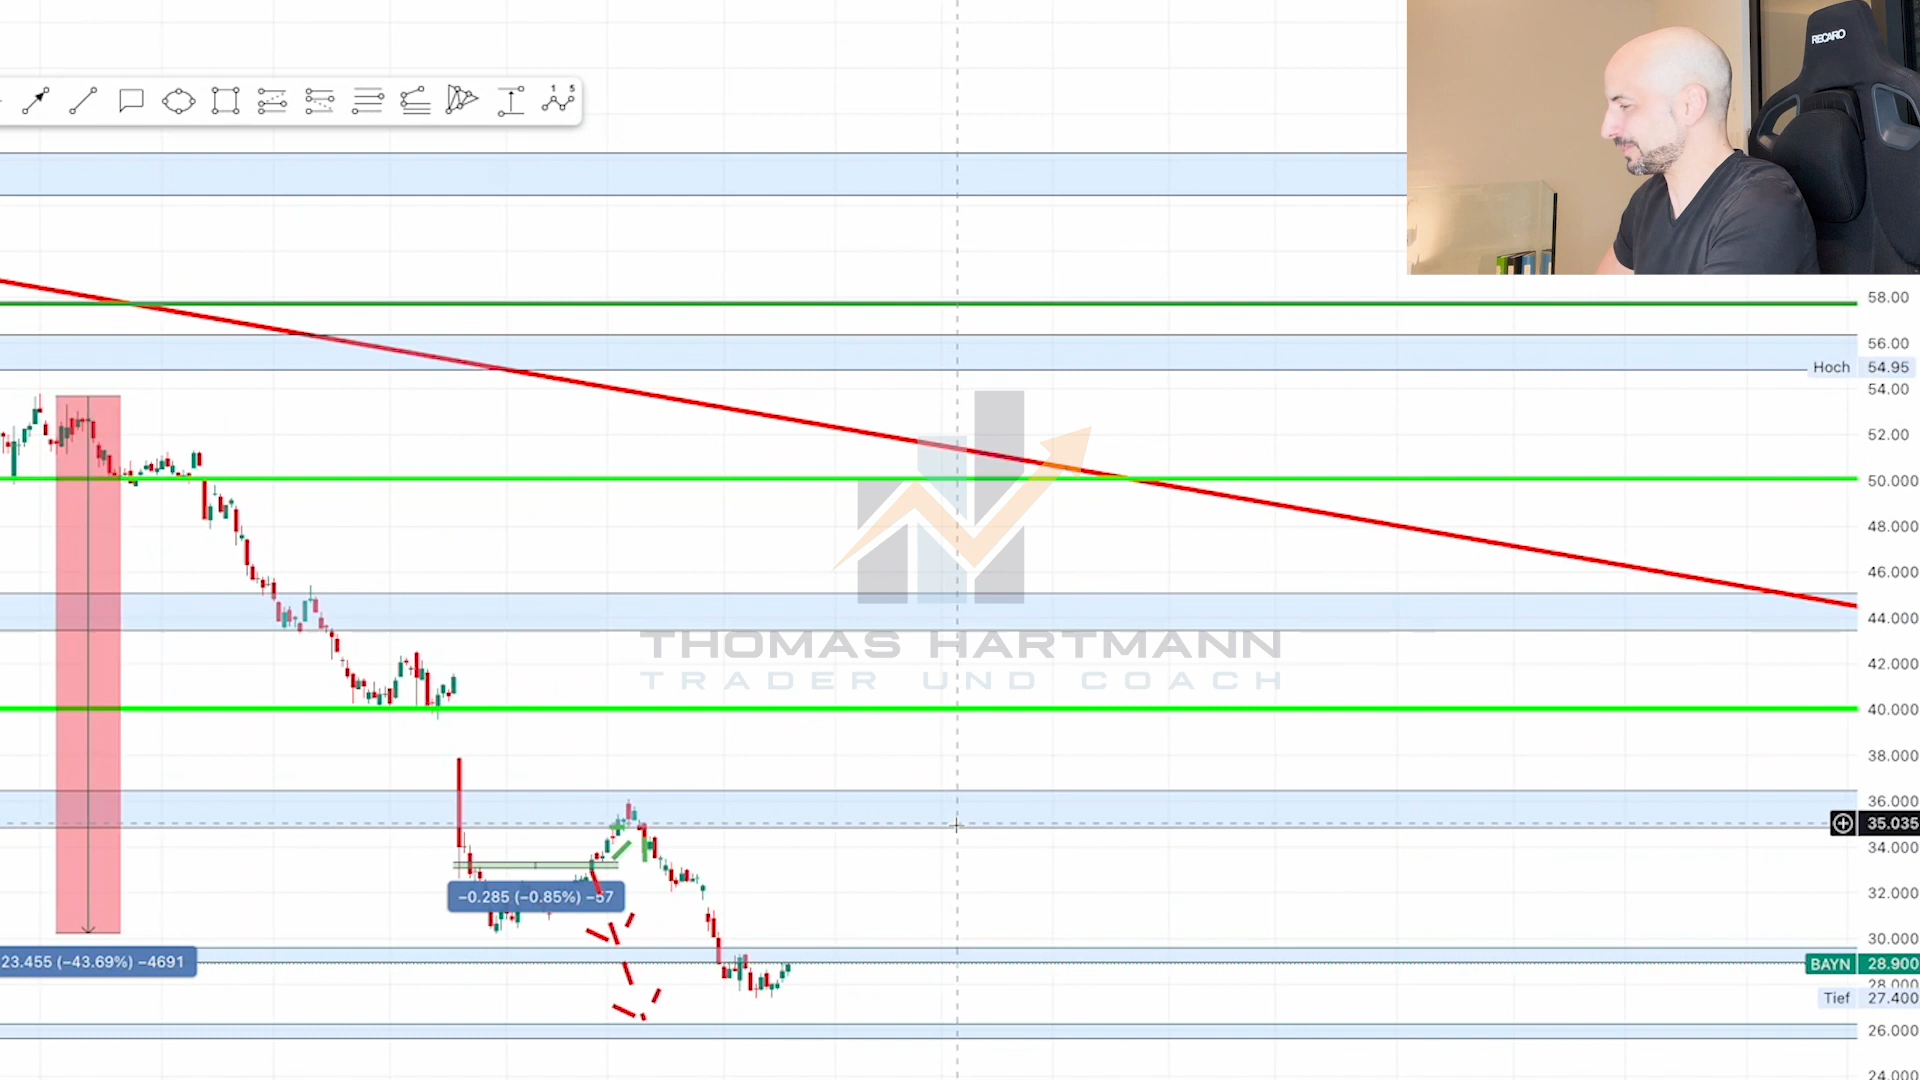 RECARO
1 5
58.00
56.00
Hoch 54.95
54.00
52.00
50.000
48.000
46.000
44.000
THOMAS HARTMANN
42.000
TRADER UND COACH
40.000
38.000
36.000
35.035
34.000
32.000
−0.285 (−0.85%) −57
30.000
23.455 (−43.69%) −4691
BAYN 28.900
28.000
Tief 27.400
26.000
24.000